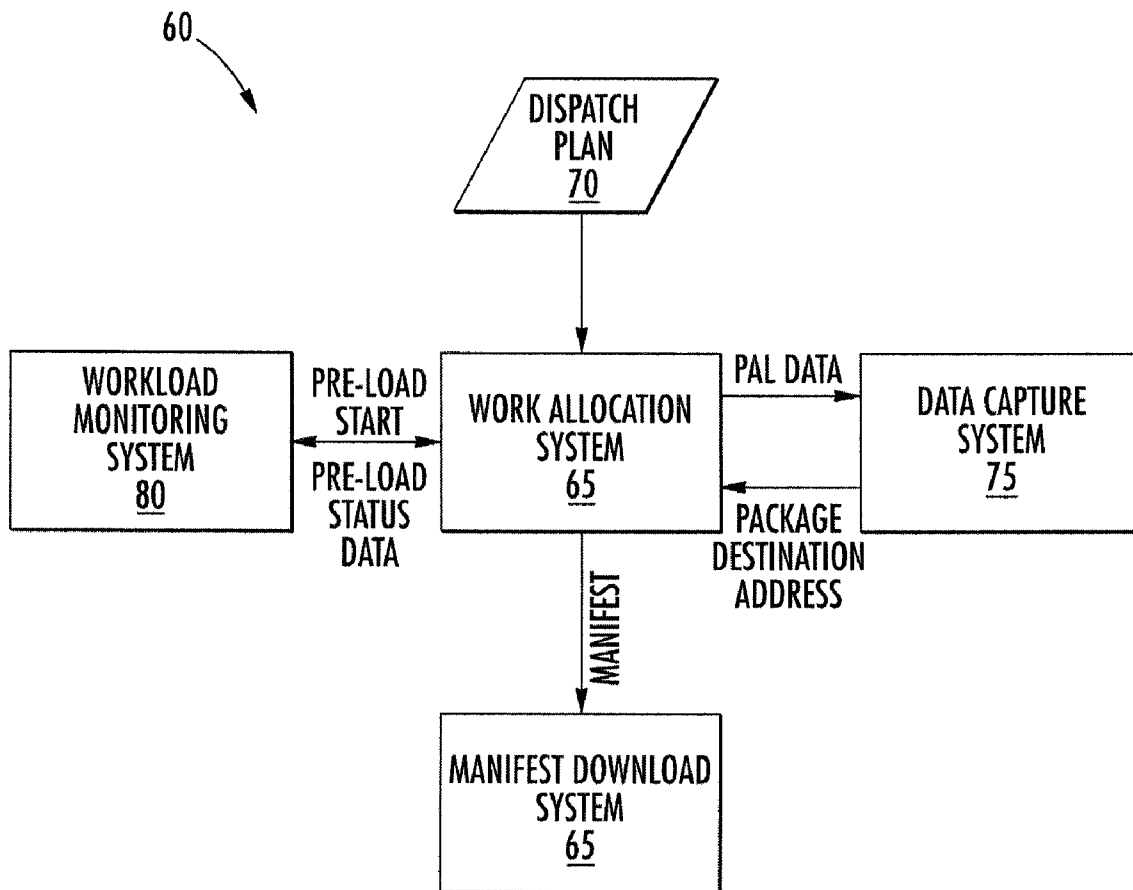 60
DISPATCH
PLAN
70
WORKLOAD
MONITORING
SYSTEM
80
PRE-LOAD
START
PRE-LOAD
STATUS
DATA
WORK ALLOCATION
SYSTEM
65
PAL DATA
PACKAGE
DESTINATION
ADDRESS
DATA CAPTURE
SYSTEM
75
MANIFEST
MANIFEST DOWNLOAD
SYSTEM
65